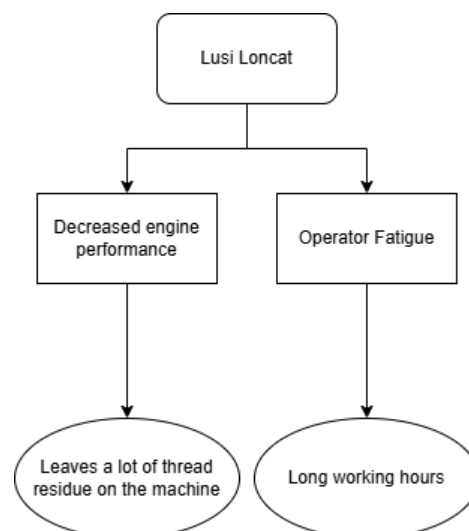 Lusi Loncat
Decreased engine
performance
Operator Fatigue
Leaves a lot of thread
residue on the machine
Long working hours